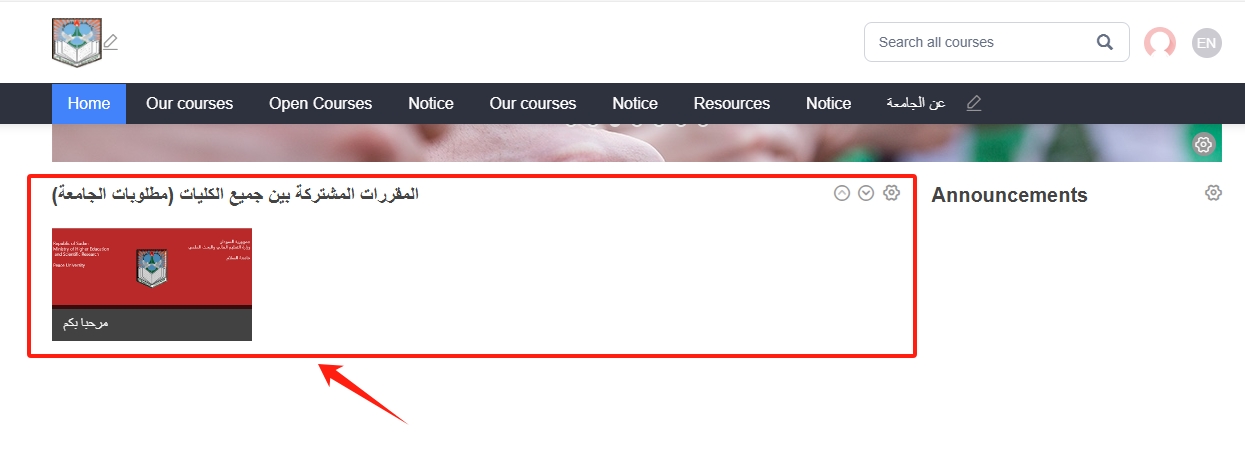 Search all courses
EN
Home
Our courses
Open Courses
Notice
Our courses
Notice
Resources
Notice
عن الجامعة
المقررات المشتركة بين جميع الكليات (مطلوبات الجامعة)
Announcements
Republic of Sudan
Ministry of Higher Education
and Scientific Research
Peace University
جمهورية السودان
وزارة التعليم العالي والبحث العلمي
جامعة السلام
مرحبا بكم